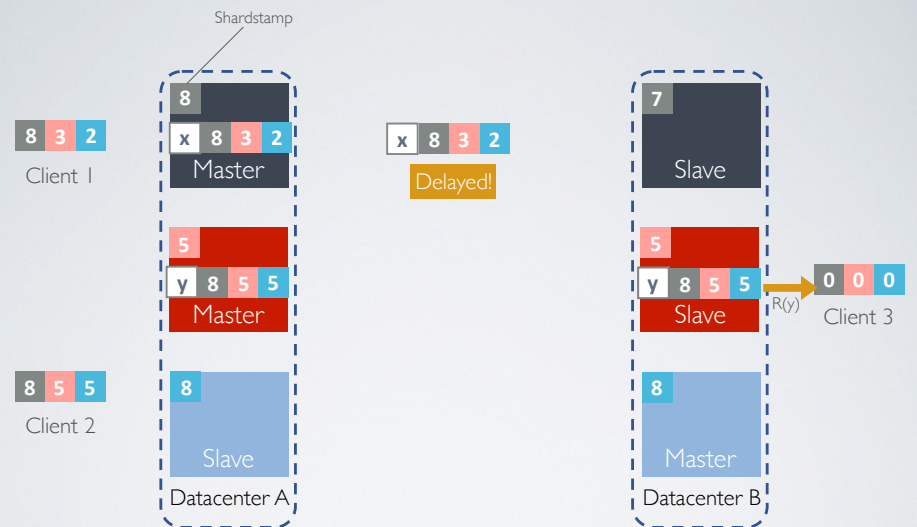 Shardstamp
8
7
8 3 2
x 8 3 2
x 8 3 2
Client 1
Master
Delayed!
Slave
5
5
y 8 5 5
y 8 5 5
0 0 0
R(y)
Master
Slave
Client 3
8 5 5
8
8
Client 2
Slave
Master
Datacenter A
Datacenter B